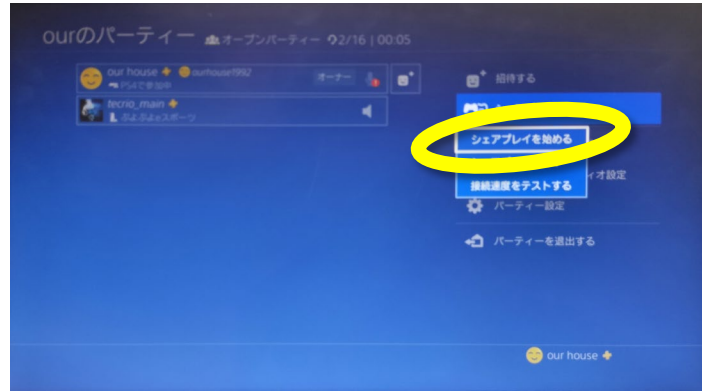 ourのパーティー オープンパーティー 2/16 | 00:05
our house ourhouse1992
PS4で参加中
オーナー
tecrio_main
ぷよぷよeスポーツ
招待する
シェアプレイを始める
接続速度をテストする
ィオ設定
パーティー設定
パーティーを退出する
our house